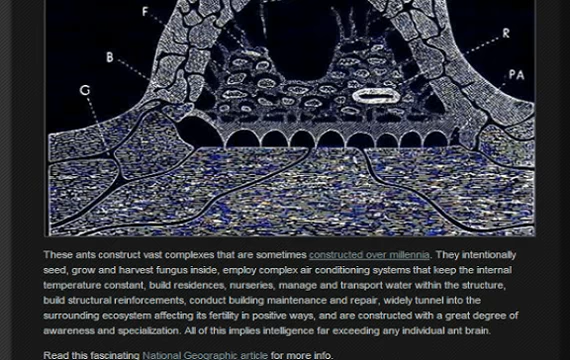 F
R
B
PA
G
These ants construct vast complexes that are sometimes constructed over millennia. They intentionally
seed, grow and harvest fungus inside, employ complex air conditioning systems that keep the internal
temperature constant, build residences, nurseries, manage and transport water within the structure,
build structural reinforcements, conduct building maintenance and repair, widely tunnel into the
surrounding ecosystem affecting its fertility in positive ways, and are constructed with a great degree of
awareness and specialization. All of this implies intelligence far exceeding any individual ant brain.
Read this fascinating National Geographic article for more info.